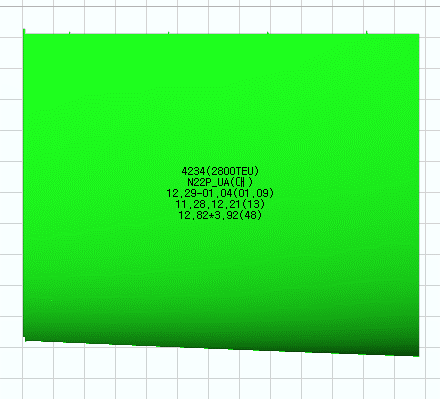 4234(2800TEU)
N22P_UA(대)
12,29-01,04(01,09)
11,28,12,21(13)
12,82*3,92(48)